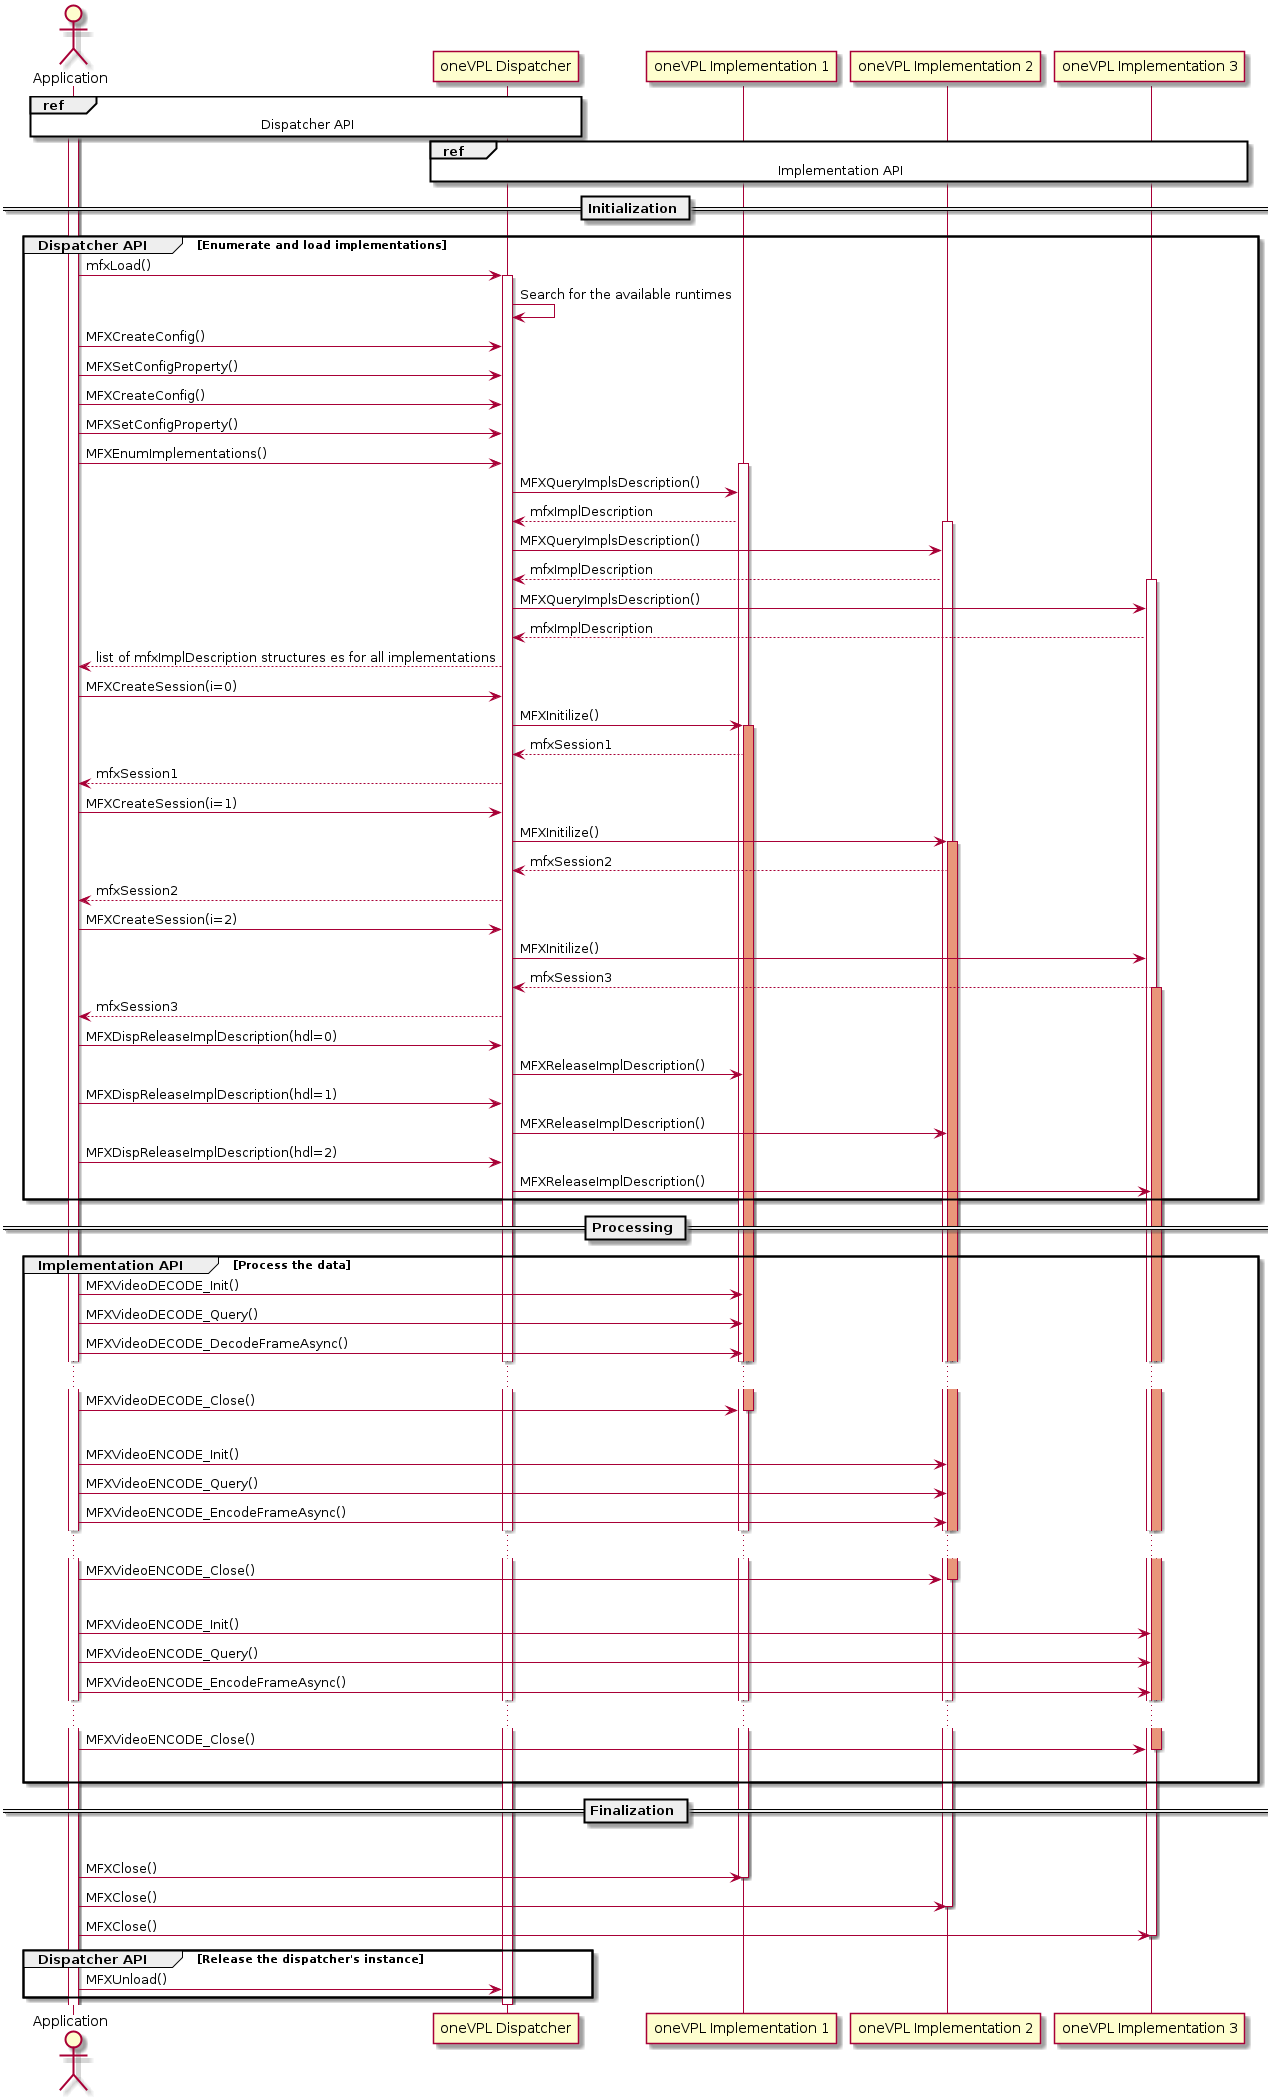 Application
oneVPL Dispatcher
oneVPL Implementation 1
oneVPL Implementation 2
oneVPL Implementation 3
ref
Dispatcher API
ref
Implementation API
Initialization
Dispatcher API [Enumerate and load implementations]
mfxLoad()
Search for the available runtimes
MFXCreateConfig()
MFXSetConfigProperty()
MFXCreateConfig()
MFXSetConfigProperty()
MFXEnumImplementations()
MFXQueryImplsDescription()
mfxImplDescription
MFXQueryImplsDescription()
mfxImplDescription
MFXQueryImplsDescription()
mfxImplDescription
list of mfxImplDescription structures es for all implementations
MFXCreateSession(i=0)
MFXInitilize()
mfxSession1
mfxSession1
MFXCreateSession(i=1)
MFXInitilize()
mfxSession2
mfxSession2
MFXCreateSession(i=2)
MFXInitilize()
mfxSession3
mfxSession3
MFXDispReleaseImplDescription(hdl=0)
MFXReleaseImplDescription()
MFXDispReleaseImplDescription(hdl=1)
MFXReleaseImplDescription()
MFXDispReleaseImplDescription(hdl=2)
MFXReleaseImplDescription()
Processing
Implementation API [Process the data]
MFXVideoDECODE_Init()
MFXVideoDECODE_Query()
MFXVideoDECODE_DecodeFrameAsync()
MFXVideoDECODE_Close()
MFXVideoENCODE_Init()
MFXVideoENCODE_Query()
MFXVideoENCODE_EncodeFrameAsync()
MFXVideoENCODE_Close()
MFXVideoENCODE_Init()
MFXVideoENCODE_Query()
MFXVideoENCODE_EncodeFrameAsync()
MFXVideoENCODE_Close()
Finalization
MFXClose()
MFXClose()
MFXClose()
Dispatcher API [Release the dispatcher's instance]
MFXUnload()
Application
oneVPL Dispatcher
oneVPL Implementation 1
oneVPL Implementation 2
oneVPL Implementation 3